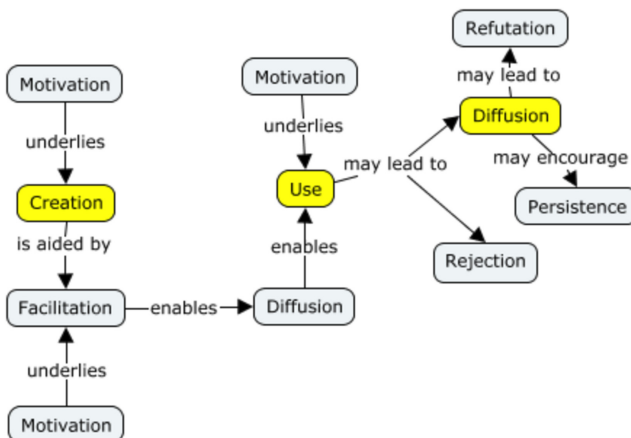 Refutation
Motivation
Motivation
may lead to
Diffusion
underlies
underlies
may lead to
may encourage
Creation
Use
Persistence
is aided by
enables
Rejection
Facilitation
enables
Diffusion
underlies
Motivation